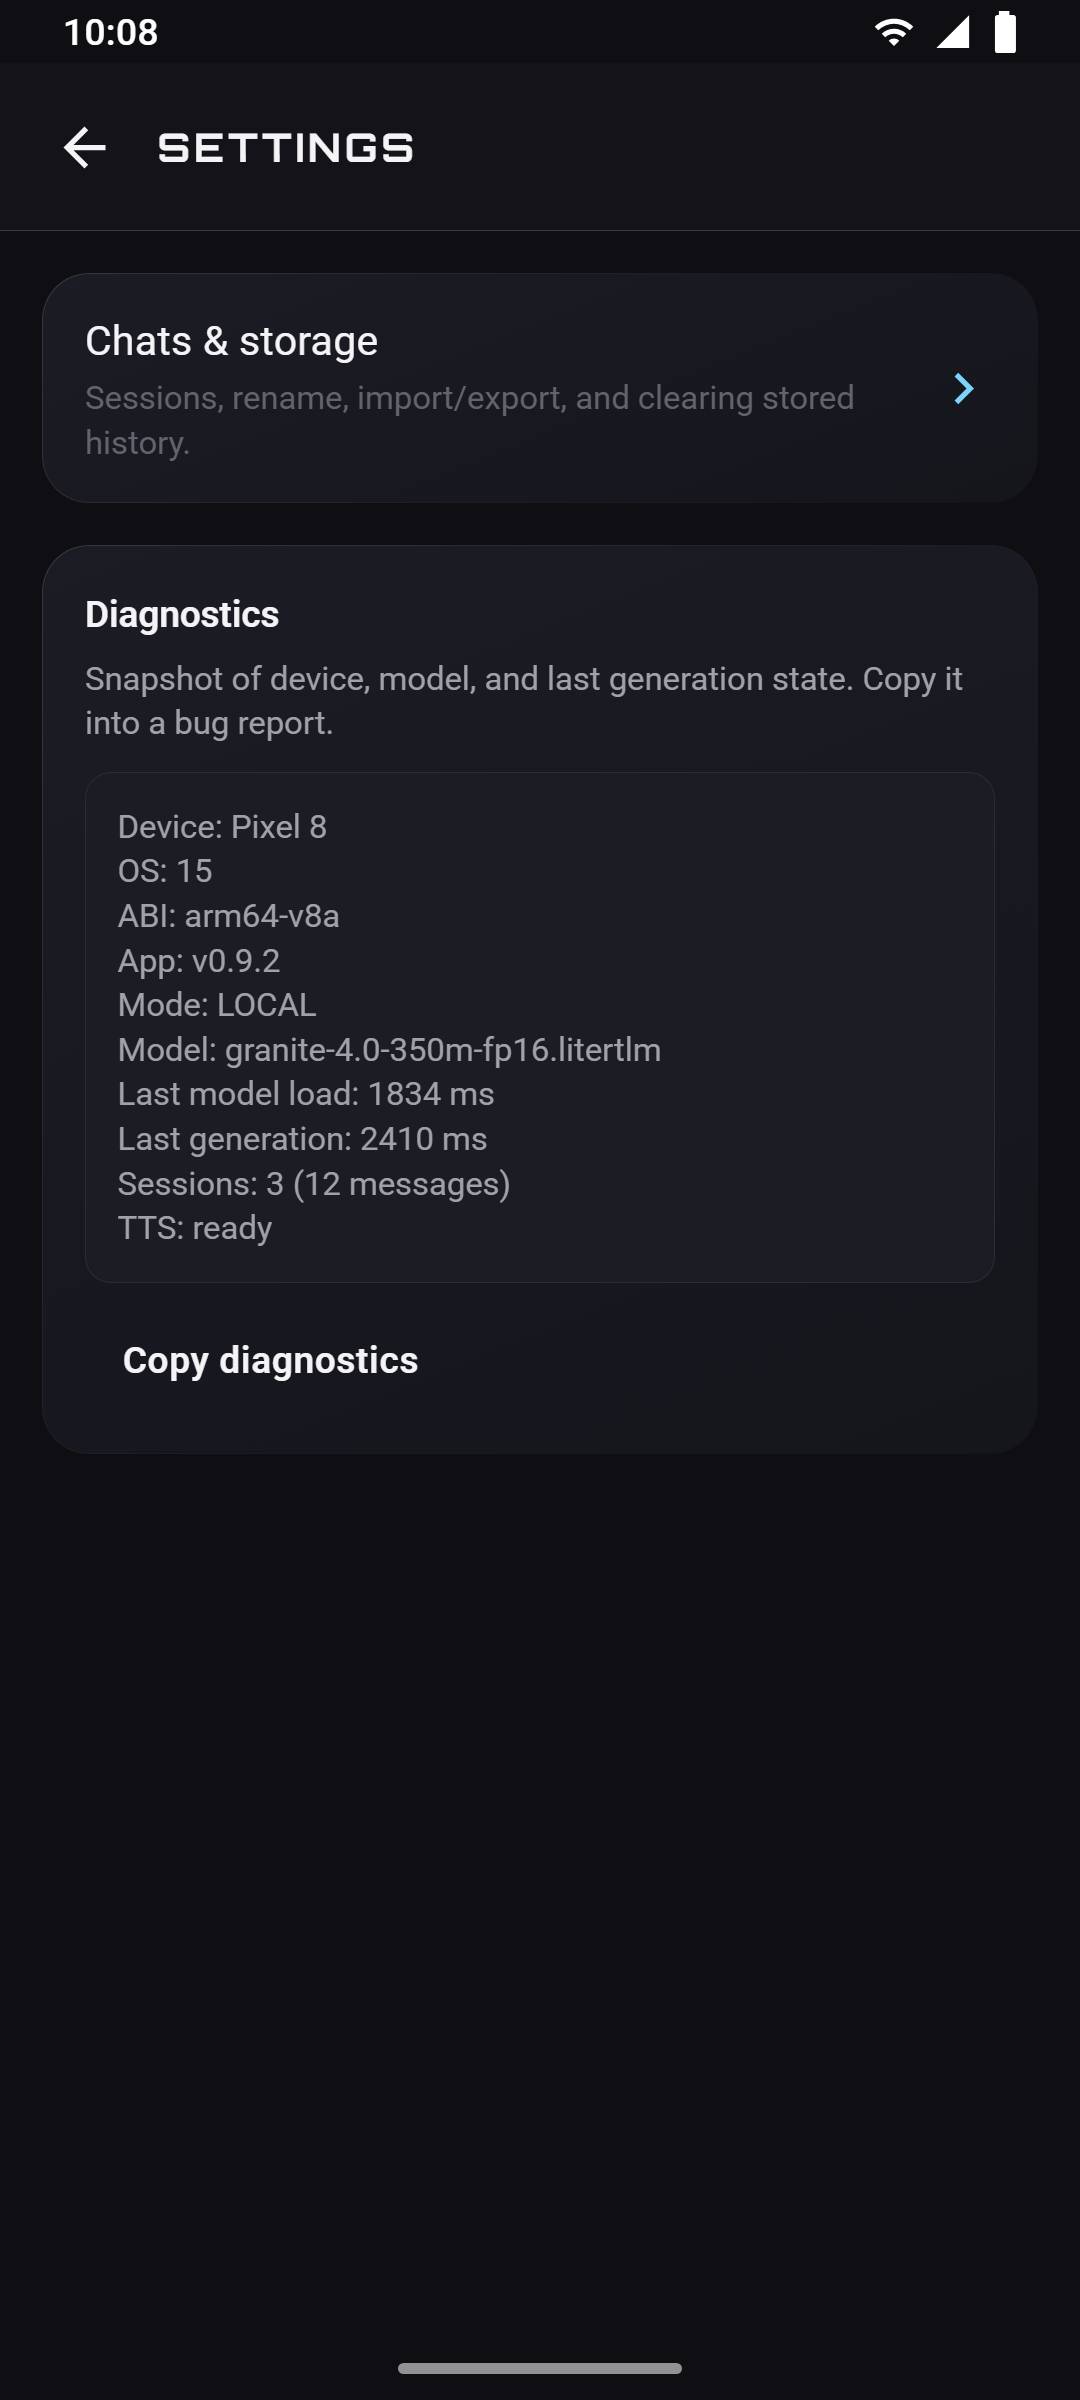 10:08
SETTINGS
Chats & storage
Sessions, rename, import/export, and clearing stored
history.
Diagnostics
Snapshot of device, model, and last generation state. Copy it
into a bug report.
Device: Pixel 8
OS: 15
ABI: arm64-v8a
App: v0.9.2
Mode: LOCAL
Model: granite-4.0-350m-fp16.litertlm
Last model load: 1834 ms
Last generation: 2410 ms
Sessions: 3 (12 messages)
TTS: ready
Copy diagnostics